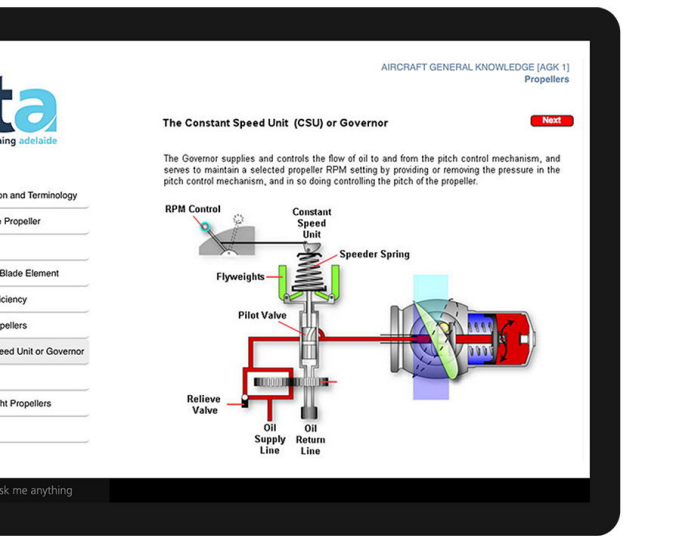 AIRCRAFT GENERAL KNOWLEDGE [AGK 1]
Propellers
ta
ning adelaide
The Constant Speed Unit (CSU) or Governor
Next
The Governor supplies and controls the flow of oil to and from the pitch control mechanism, and
serves to maintain a selected propeller RPM setting by providing or removing the pressure in the
pitch control mechanism, and in so doing controlling the pitch of the propeller.
on and Terminology
e Propeller
Blade Element
iciency
pellers
eed Unit or Governor
ht Propellers
RPM Control
Constant
Speed
Unit
Speeder Spring
Flyweights
Pilot Valve
Relieve
Valve
Oil
Supply
Line
Oil
Return
Line
sk me anything